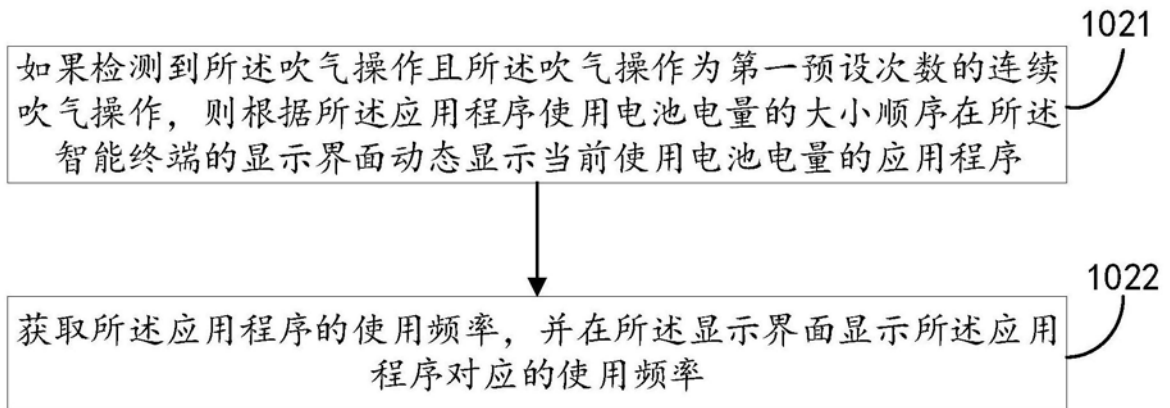 1021
如果检测到所述吹气操作且所述吹气操作为第一预设次数的连续
吹气操作，则根据所述应用程序使用电池电量的大小顺序在所述
智能终端的显示界面动态显示当前使用电池电量的应用程序
1022
获取所述应用程序的使用频率，并在所述显示界面显示所述应用
程序对应的使用频率